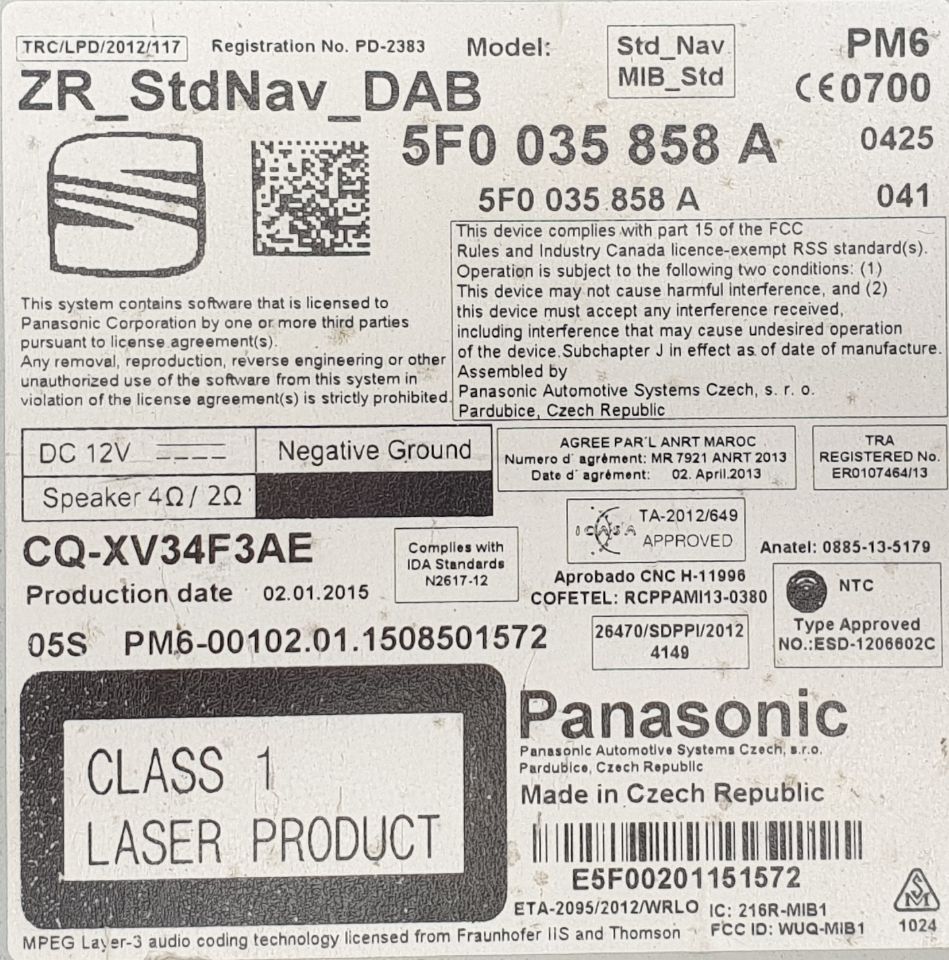 TRC/LPD/2012/117
Registration No. PD-2383
Model:
Std_Nav
MIB_Std
PM6
ZR_StdNav_DAB
CE0700
5F0 035 858 A
0425
5F0 035 858 A
041
This device complies with part 15 of the FCC
Rules and Industry Canada licence-exempt RSS standard(s).
Operation is subject to the following two conditions: (1)
This device may not cause harmful interference, and (2)
this device must accept any interference received,
including interference that may cause undesired operation
of the device.Subchapter J in effect as of date of manufacture.
Assembled by
Panasonic Automotive Systems Czech, s. r. o.
Pardubice, Czech Republic
This system contains software that is licensed to
Panasonic Corporation by one or more third parties
pursuant to license agreement(s).
Any removal, reproduction, reverse engineering or other
unauthorized use of the software from this system in
violation of the license agreement(s) is strictly prohibited.
DC 12V
Negative Ground
Speaker 4Ω/ 2Ω
AGREE PAR'L ANRT MAROC
Numero d´ agrément: MR 7921 ANRT 2013
Date d´ agrément: 02. April.2013
TRA
REGISTERED No.
ER0107464/13
CQ-XV34F3AE
Complies with
IDA Standards
N2617-12
ICASA
TA-2012/649
APPROVED
Anatel: 0885-13-5179
Production date 02.01.2015
Aprobado CNC H-11996
COFETEL: RCPPAMI13-0380
NTC
Type Approved
NO.:ESD-1206602C
05S PM6-00102.01.1508501572
26470/SDPPI/2012
4149
CLASS 1
LASER PRODUCT
Panasonic
Panasonic Automotive Systems Czech, s.r.o.
Pardubice, Czech Republic
Made in Czech Republic
E5F00201151572
ETA-2095/2012/WRLO
IC: 216R-MIB1
FCC ID: WUQ-MIB1
SM
1024
MPEG Layer-3 audio coding technology licensed from Fraunhofer IIS and Thomson